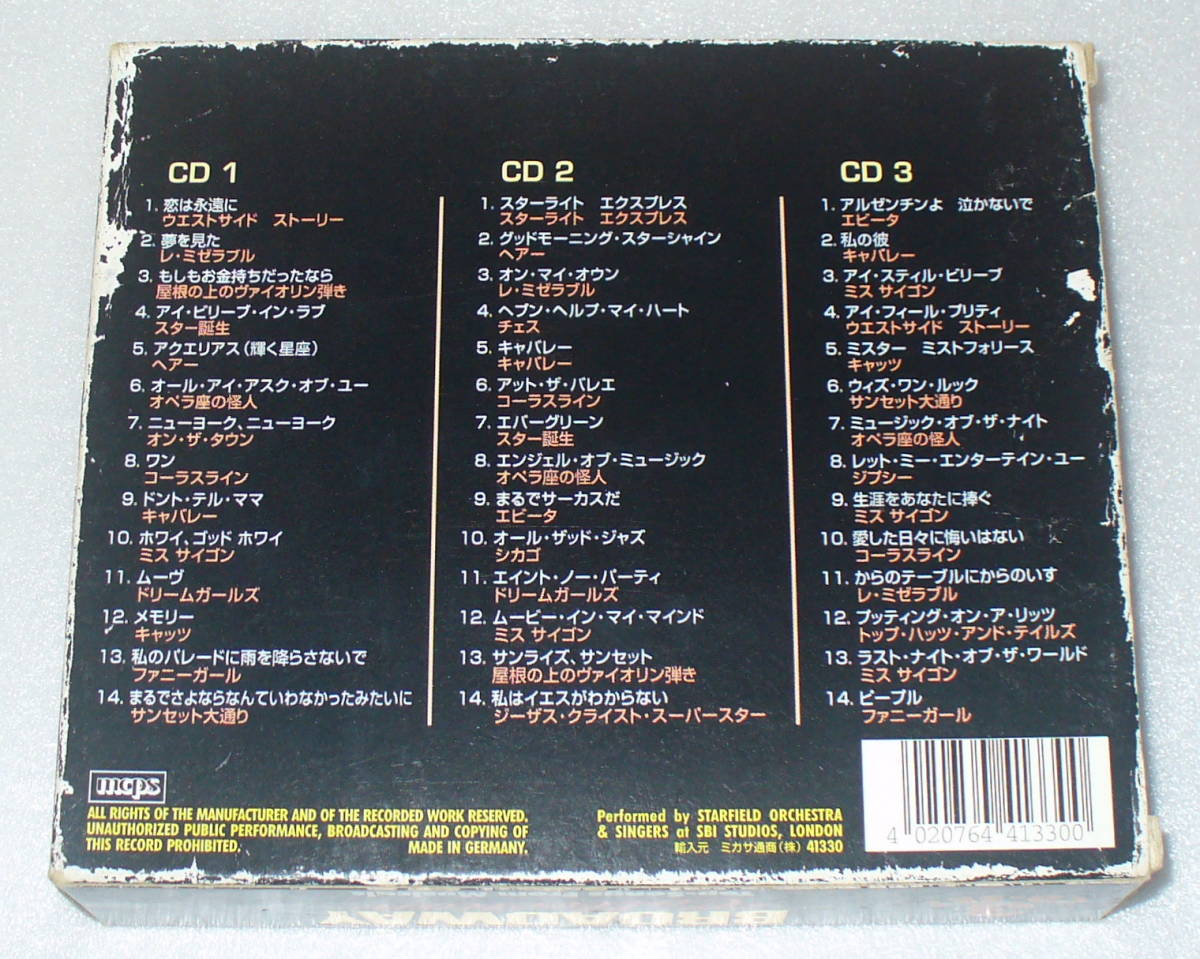 CD 1
1. 恋は永遠に
ウエストサイド ストーリー
2. 夢を見た
レ・ミゼラブル
3. もしもお金持ちだったなら
屋根の上のヴァイオリン弾き
4. アイ・ビリーブ・イン・ラブ
スター誕生
5. アクエリアス(輝く星座)
ヘアー
6. オール・アイ・アスク・オブ・ユー
オペラ座の怪人
7. ニューヨーク、ニューヨーク
オン・ザ・タウン
8. ワン
コーラスライン
9. ドント・テル・ママ
キャバレー
10. ホワイ、ゴッド ホワイ
ミス サイゴン
11. ムーヴ
ドリームガールズ
12. メモリー
キャッツ
13. 私のパレードに雨を降らさないで
ファニーガール
14. まるでさよならなんていわなかったみたいに
サンセット大通り
CD 2
1. スターライト エクスプレス
スターライト エクスプレス
2. グッドモーニング・スターシャイン
ヘアー
3. オン・マイ・オウン
レ・ミゼラブル
4. ヘブン・ヘルプ・マイ・ハート
チェス
5. キャバレー
キャバレー
6. アット・ザ・バレエ
コーラスライン
7. エバーグリーン
スター誕生
8. エンジェル・オブ・ミュージック
オペラ座の怪人
9. まるでサーカスだ
エビータ
10. オール・ザッド・ジャズ
シカゴ
11. エイント・ノー・パーティ
ドリームガールズ
12. ムービー・イン・マイ・マインド
ミス サイゴン
13. サンライズ、サンセット
屋根の上のヴァイオリン弾き
14. 私はイエスがわからない
ジーザス・クライスト・スーパースター
CD 3
1. アルゼンチンよ 泣かないで
エビータ
2. 私の彼
キャバレー
3. アイ・スティル・ビリーブ
ミス サイゴン
4. アイ・フィール・プリティ
ウエストサイド ストーリー
5. ミスター ミストフォリース
キャッツ
6. ウィズ・ワン・ルック
サンセット大通り
7. ミュージック・オブ・ザ・ナイト
オペラ座の怪人
8. レット・ミー・エンターテイン・ユー
ジプシー
9. 生涯をあなたに捧ぐ
ミス サイゴン
10. 愛した日々に悔いはない
コーラスライン
11. からのテーブルにからのいす
レ・ミゼラブル
12. プッティング・オン・ア・リッツ
トップ・ハッツ・アンド・テイルズ
13. ラスト・ナイト・オブ・ザ・ワールド
ミス サイゴン
14. ピープル
ファニーガール
mcps
ALL RIGHTS OF THE MANUFACTURER AND OF THE RECORDED WORK RESERVED.
UNAUTHORIZED PUBLIC PERFORMANCE, BROADCASTING AND COPYING OF
THIS RECORD PROHIBITED. MADE IN GERMANY.
Performed by STARFIELD ORCHESTRA
& SINGERS at SBI STUDIOS, LONDON
輸入元 ミカサ通商(株) 41330
4 020764 413300
BROADWAY